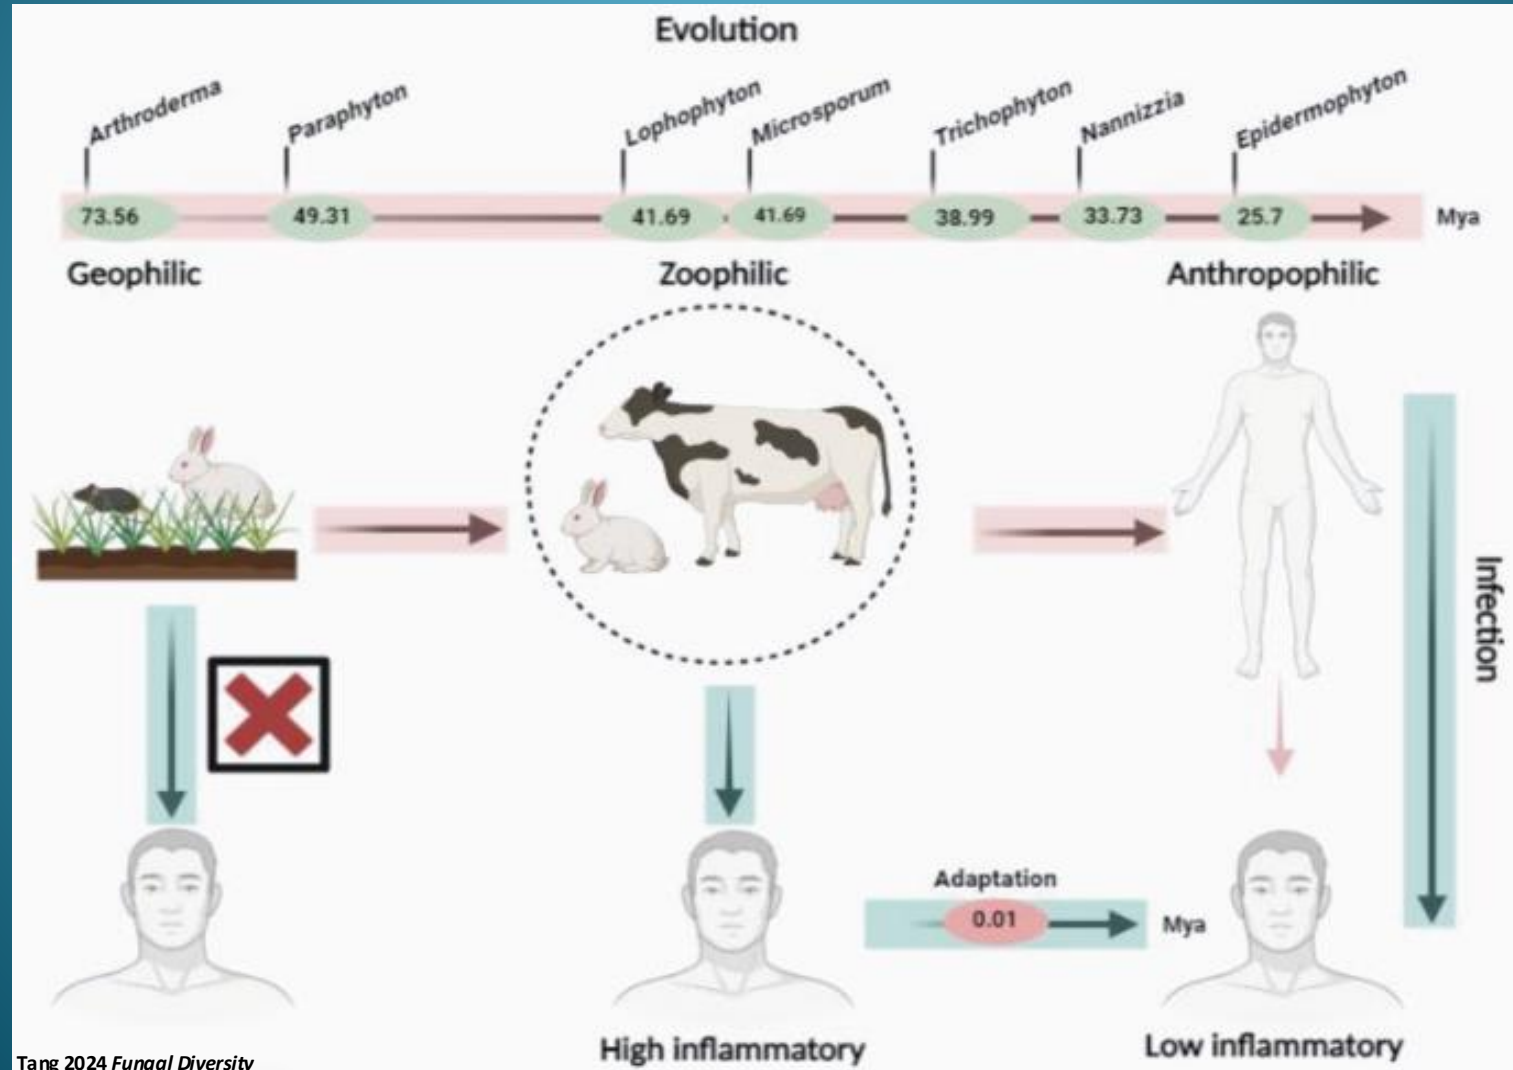 Evolution
Arthroderma
Paraphyton
Lophophyton
Microsporum
Trichophyton
Nannizzia
Epidermophyton
73.56
49.31
41.69
41.69
38.99
33.73
25.7
Mya
Geophilic
Zoophilic
Anthropophilic
Infection
Adaptation
0.01
Mya
High inflammatory
Low inflammatory
Tang 2024 Fungal Diversity